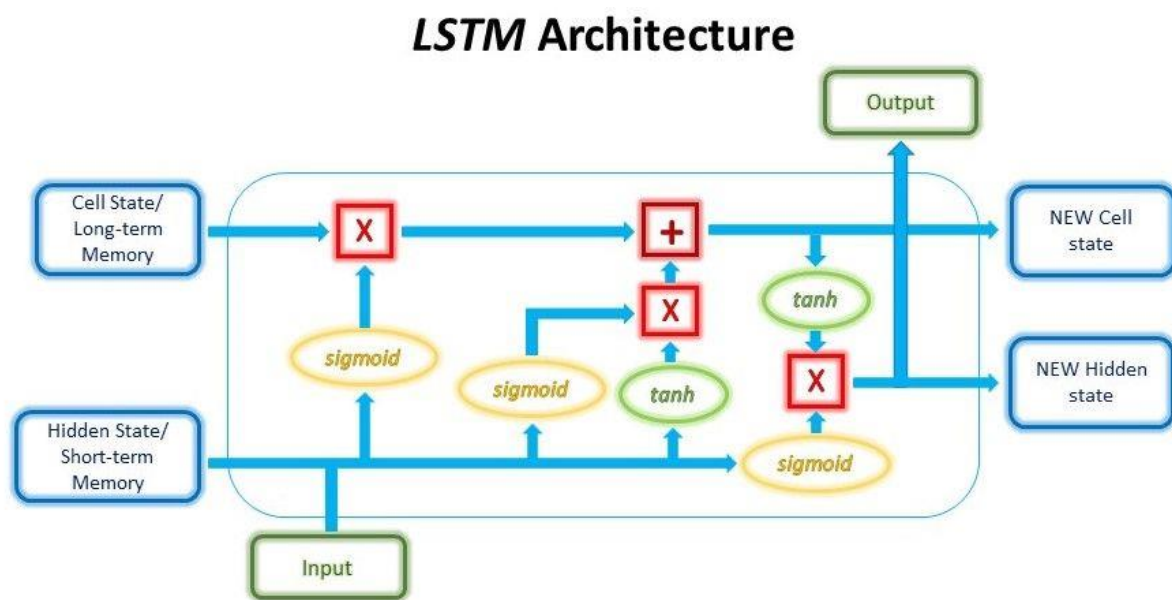 LSTM Architecture
Output
Cell State/
Long-term
Memory
X
+
NEW Cell
state
tanh
X
sigmoid
sigmoid
tanh
X
NEW Hidden
state
Hidden State/
Short-term
Memory
sigmoid
Input